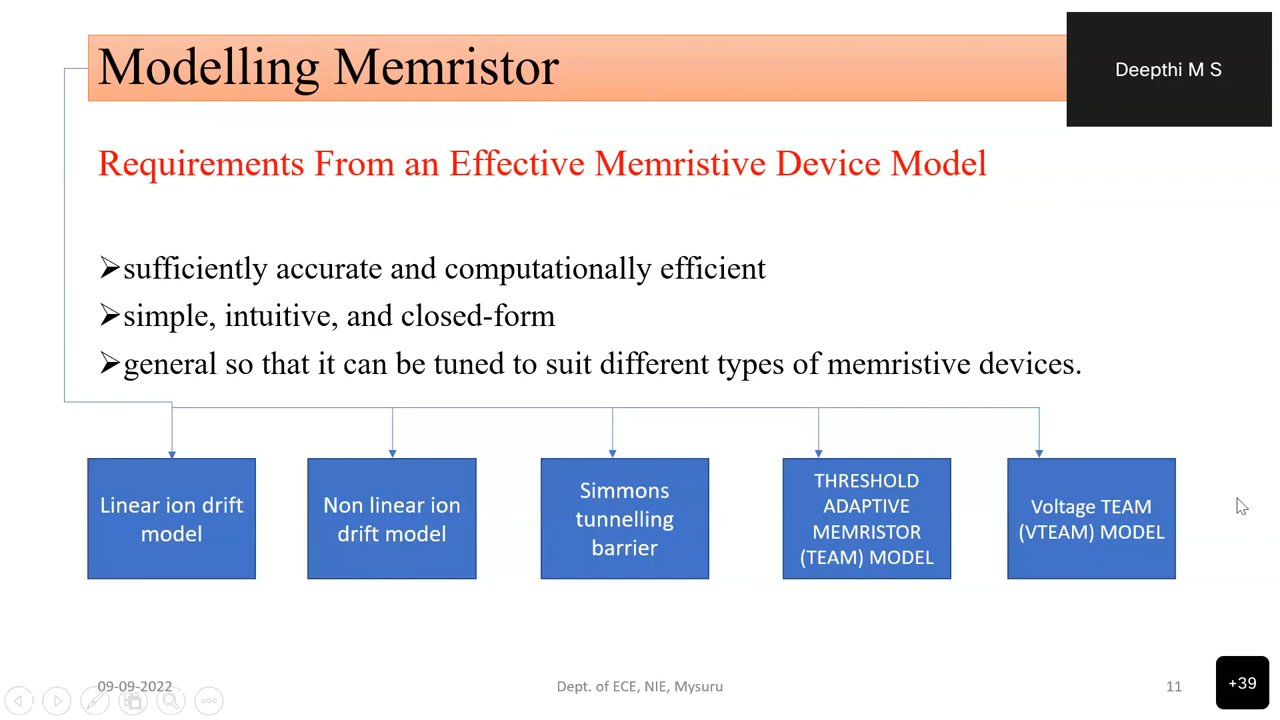 Modelling Memristor
Deepthi M S
Requirements From an Effective Memristive Device Model
➢sufficiently accurate and computationally efficient
➢simple, intuitive, and closed-form
➢general so that it can be tuned to suit different types of memristive devices.
Linear ion drift
model
Non linear ion
drift model
Simmons
tunnelling
barrier
THRESHOLD
ADAPTIVE
MEMRISTOR
(TEAM) MODEL
Voltage TEAM
(VTEAM) MODEL
09-09-2022
Dept. of ECE, NIE, Mysuru
11
+39